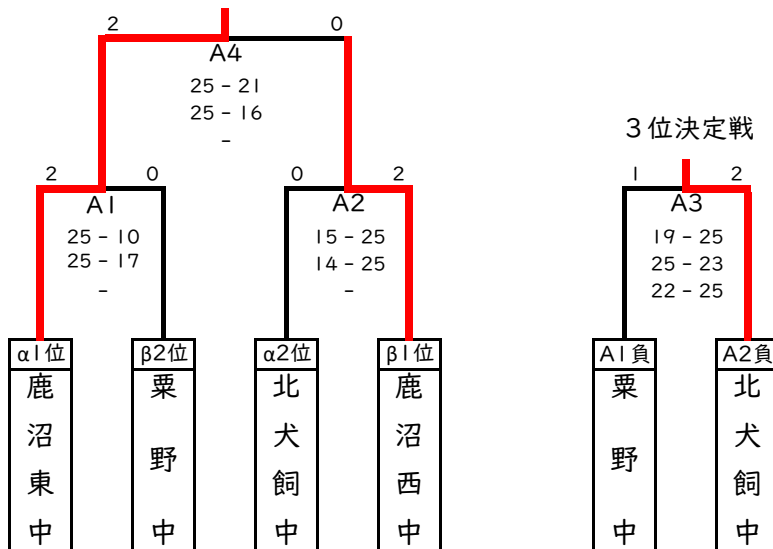 2 0
A4
25 - 21
25 - 16
-
3位決定戦
2 0 0 2 1 2
A1 A2 A3
25 - 10 15 - 25 19 - 25
25 - 17 14 - 25 25 - 23
- - 22 - 25
α1位 β2位 α2位 β1位 A1負 A2負
鹿沼東中
粟野中
北犬飼中
鹿沼西中
粟野中
北犬飼中